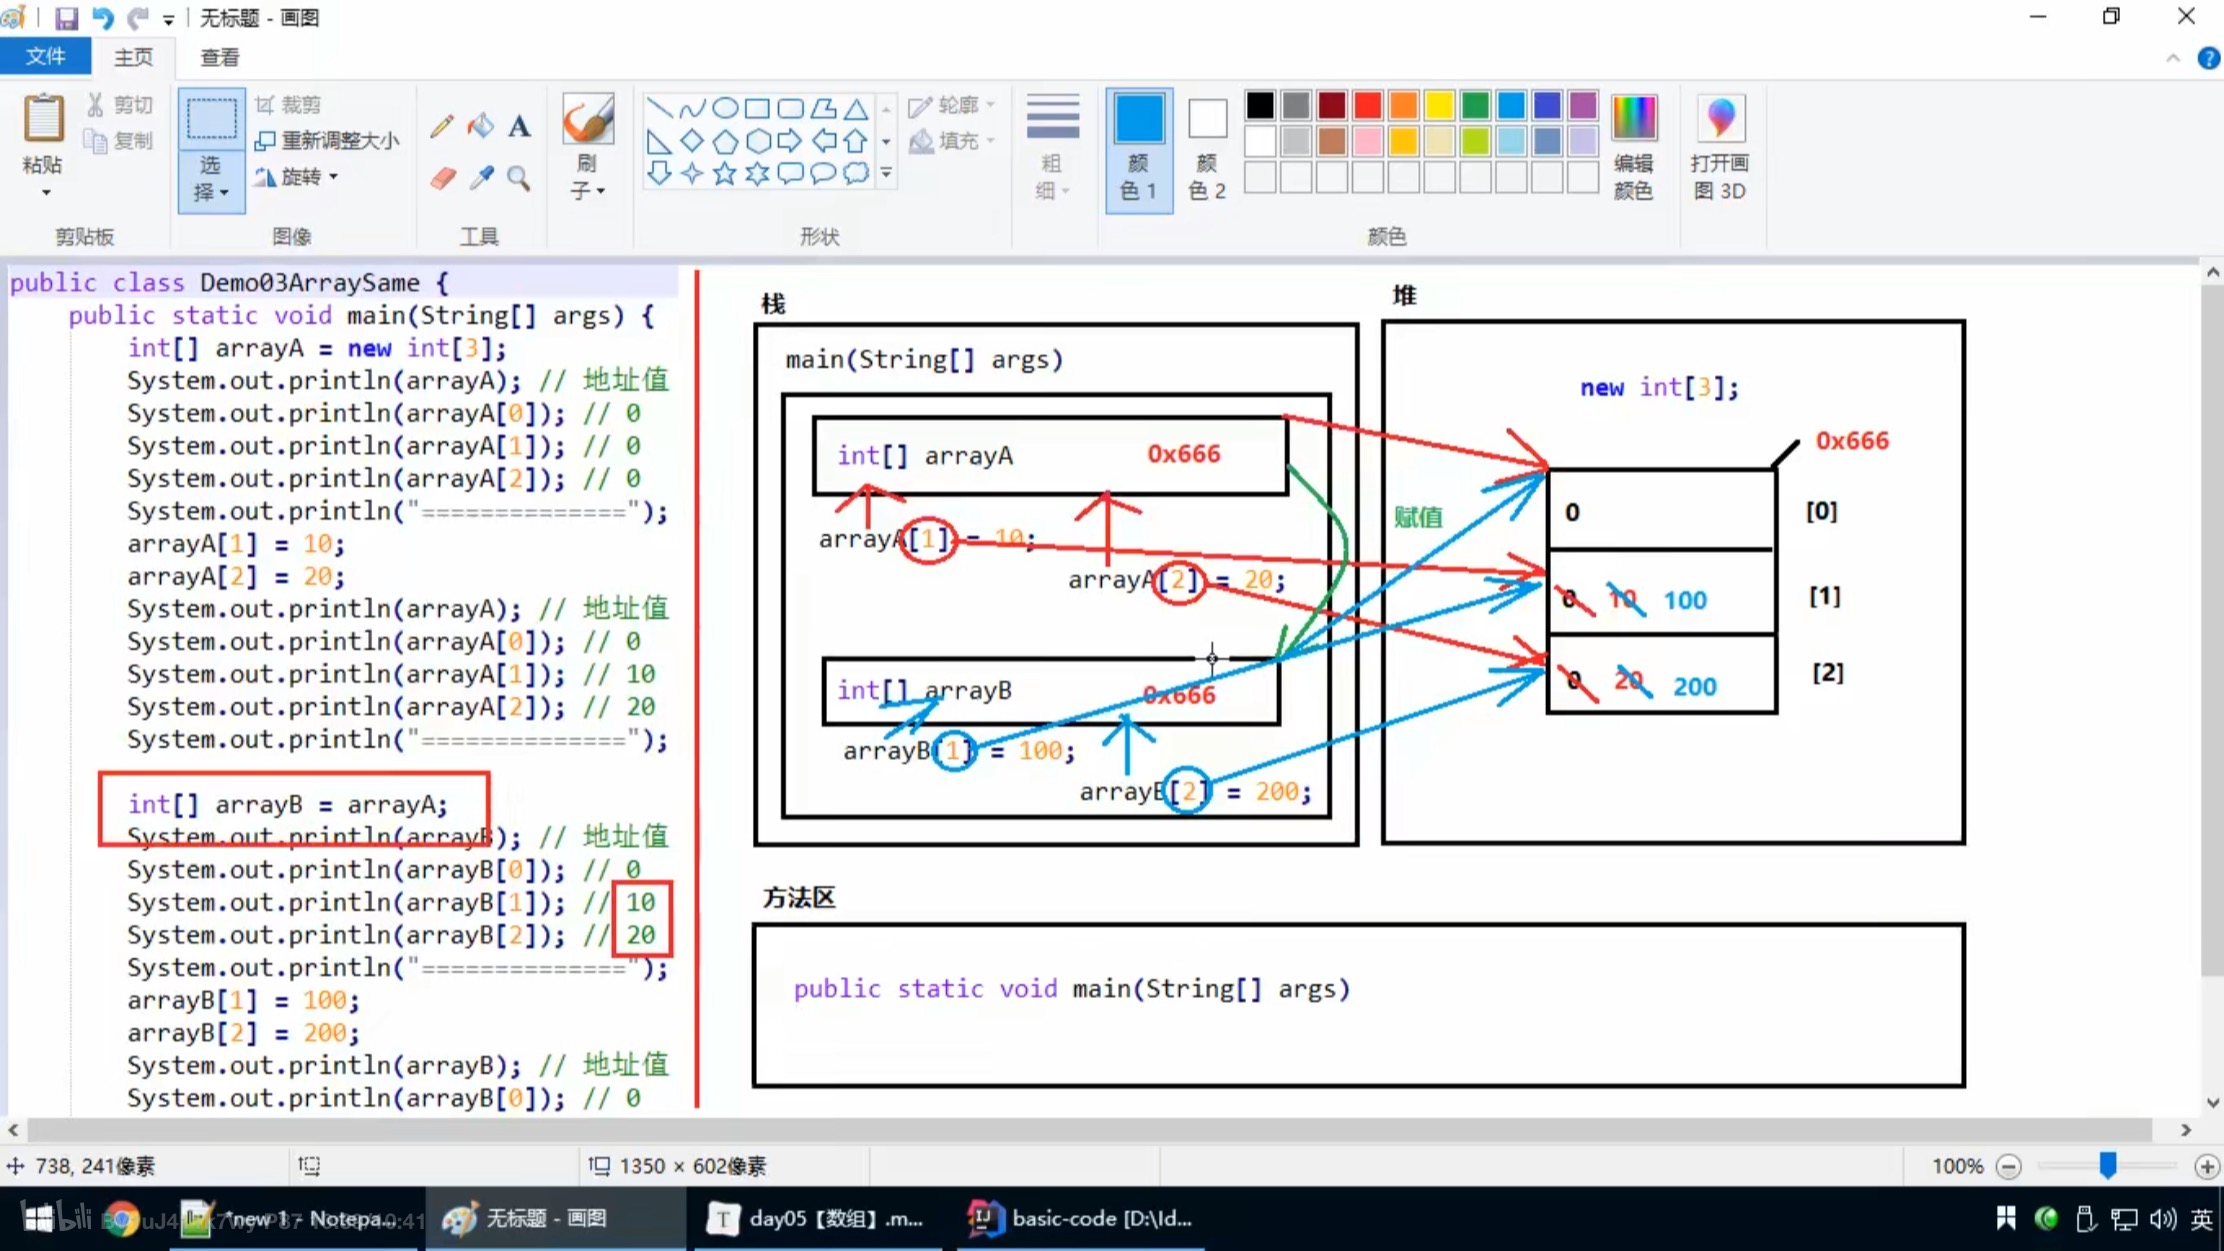 无标题 - 画图
文件 主页 查看
粘贴
剪切
复制
剪贴板
选择
裁剪
重新调整大小
旋转
图像
A
工具
刷子
轮廓
填充
形状
粗细
颜色 1
颜色 2
编辑颜色
颜色
打开画图 3D
public class Demo03ArraySame {
public static void main(String[] args) {
int[] arrayA = new int[3];
System.out.println(arrayA); // 地址值
System.out.println(arrayA[0]); // 0
System.out.println(arrayA[1]); // 0
System.out.println(arrayA[2]); // 0
System.out.println("==============");
arrayA[1] = 10;
arrayA[2] = 20;
System.out.println(arrayA); // 地址值
System.out.println(arrayA[0]); // 0
System.out.println(arrayA[1]); // 10
System.out.println(arrayA[2]); // 20
System.out.println("==============");
int[] arrayB = arrayA;
System.out.println(arrayB); // 地址值
System.out.println(arrayB[0]); // 0
System.out.println(arrayB[1]); // 10
System.out.println(arrayB[2]); // 20
System.out.println("==============");
arrayB[1] = 100;
arrayB[2] = 200;
System.out.println(arrayB); // 地址值
System.out.println(arrayB[0]); // 0
栈
main(String[] args)
int[] arrayA 0x666
arrayA[1] = 10;
arrayA[2] = 20;
int[] arrayB 0x666
arrayB[1] = 100;
arrayB[2] = 200;
赋值
堆
new int[3];
0x666
0 [0]
0 10 100 [1]
0 20 200 [2]
方法区
public static void main(String[] args)
738, 241像素
1350 × 602像素
100%
bilibili
*new 1 - Notepa...
无标题 - 画图
day05【数组】.m...
basic-code [D:\Id...
英